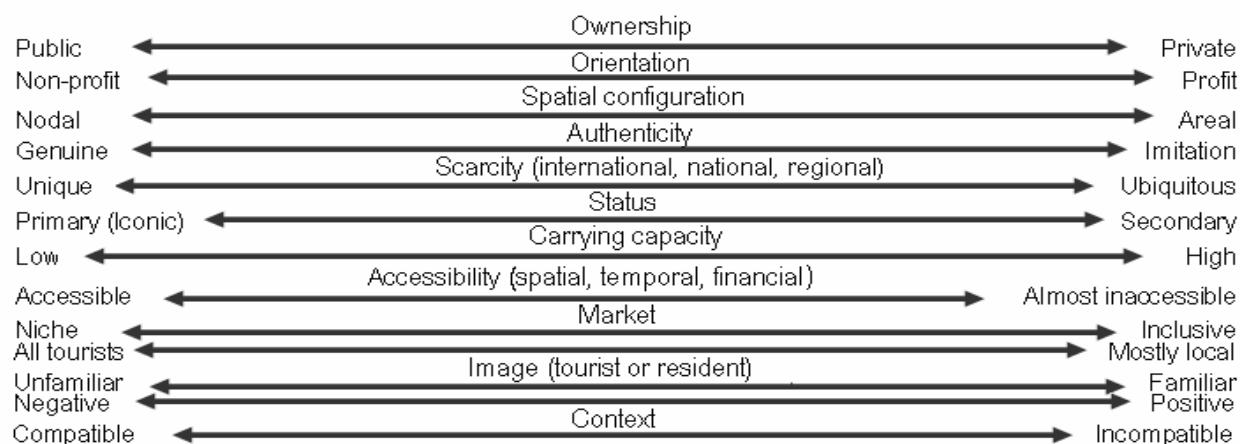 Ownership
Public Private
Orientation
Non-profit Profit
Spatial configuration
Nodal Areal
Authenticity
Genuine Imitation
Scarcity (international, national, regional)
Unique Ubiquitous
Status
Primary (Iconic) Secondary
Carrying capacity
Low High
Accessibility (spatial, temporal, financial)
Accessible Almost inaccessible
Market
Niche Inclusive
All tourists Mostly local
Image (tourist or resident)
Unfamiliar Familiar
Negative Positive
Context
Compatible Incompatible